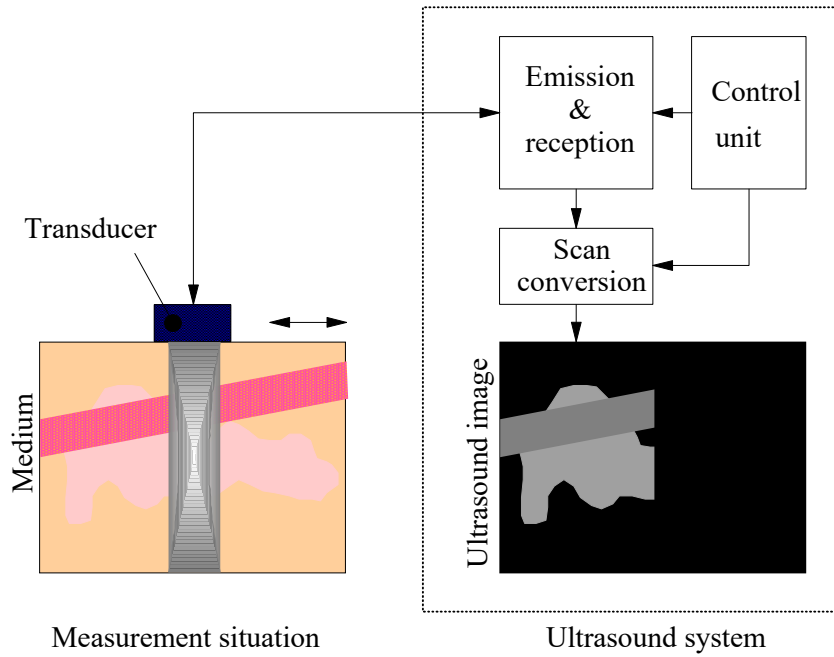 Emission
&
reception
Control
unit
Transducer
Scan
conversion
Medium
Ultrasound image
Measurement situation
Ultrasound system